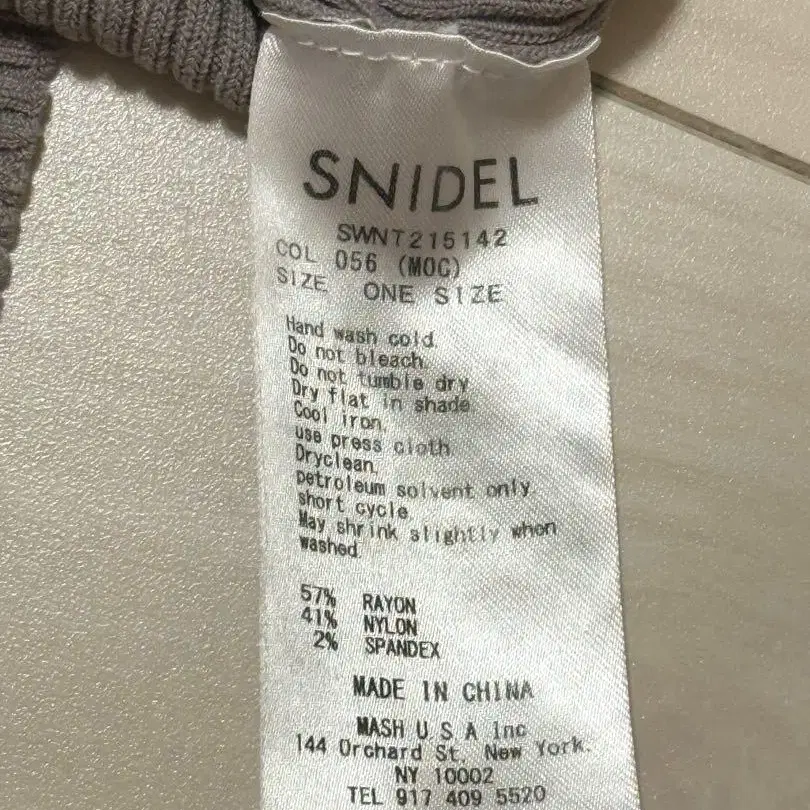 SNIDEL
SWNT215142
COL 056 (MOC)
SIZE ONE SIZE
Hand wash cold.
Do not bleach.
Do not tumble dry
Dry flat in shade
Cool iron.
use press cloth
Dryclean.
petroleum solvent only.
short cycle
May shrink slightly when
washed
57% RAYON
41% NYLON
2% SPANDEX
MADE IN CHINA
MASH U S A Inc
144 Orchard St. New York.
NY 10002
TEL 917 409 5520